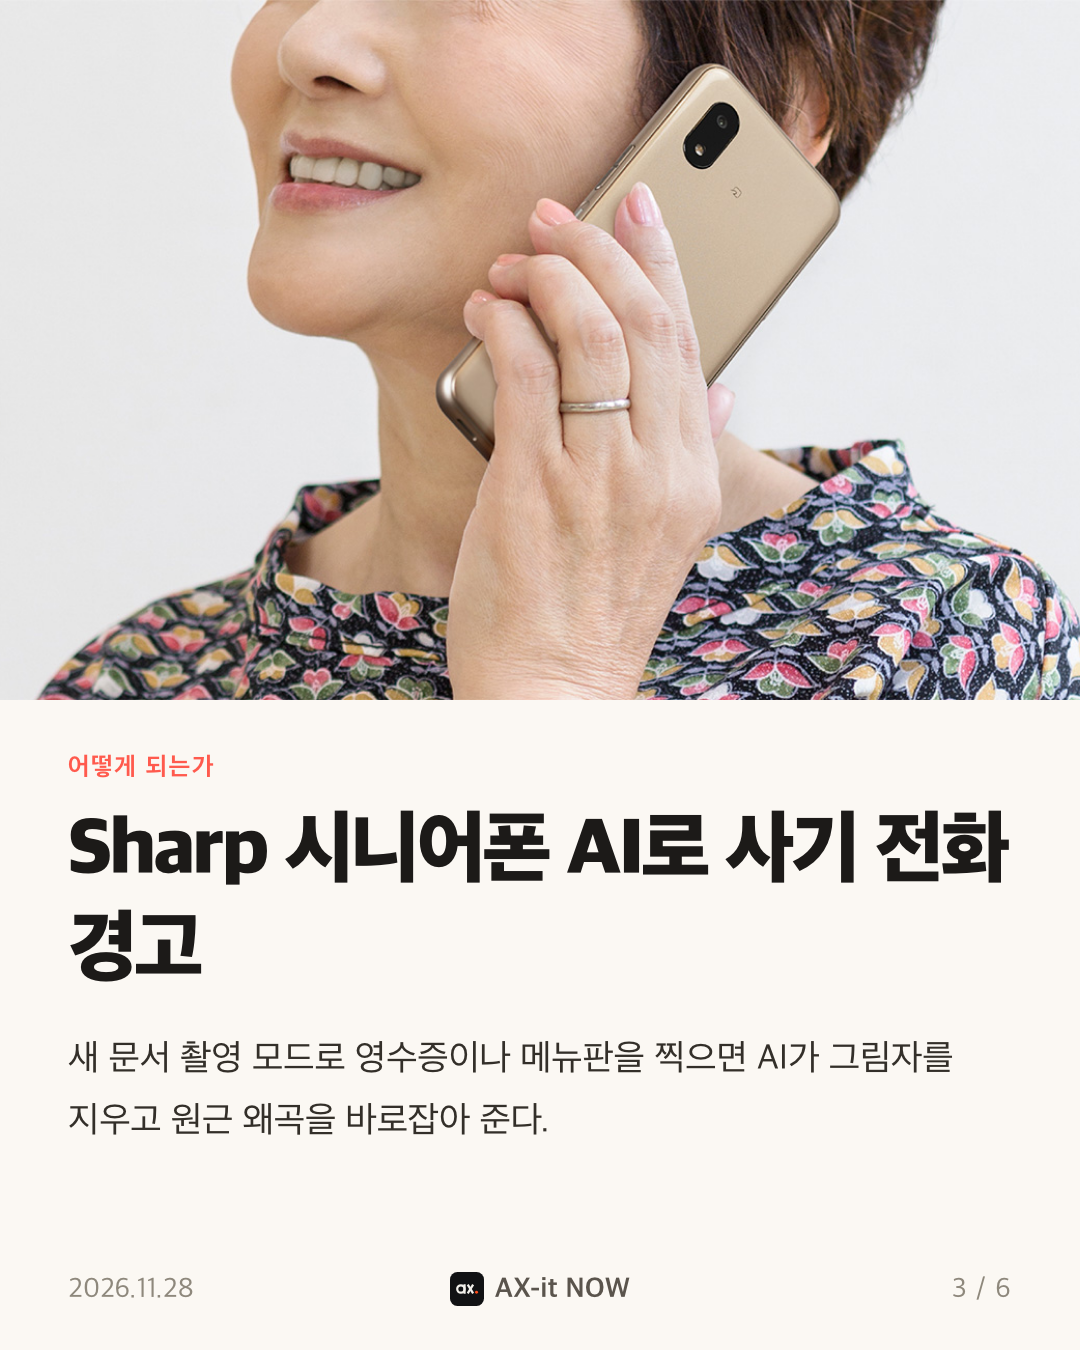 어떻게 되는가
Sharp 시니어폰 AI로 사기 전화
경고
새 문서 촬영 모드로 영수증이나 메뉴판을 찍으면 AI가 그림자를
지우고 원근 왜곡을 바로잡아 준다.
2026.11.28
ax. AX-it NOW
3 / 6